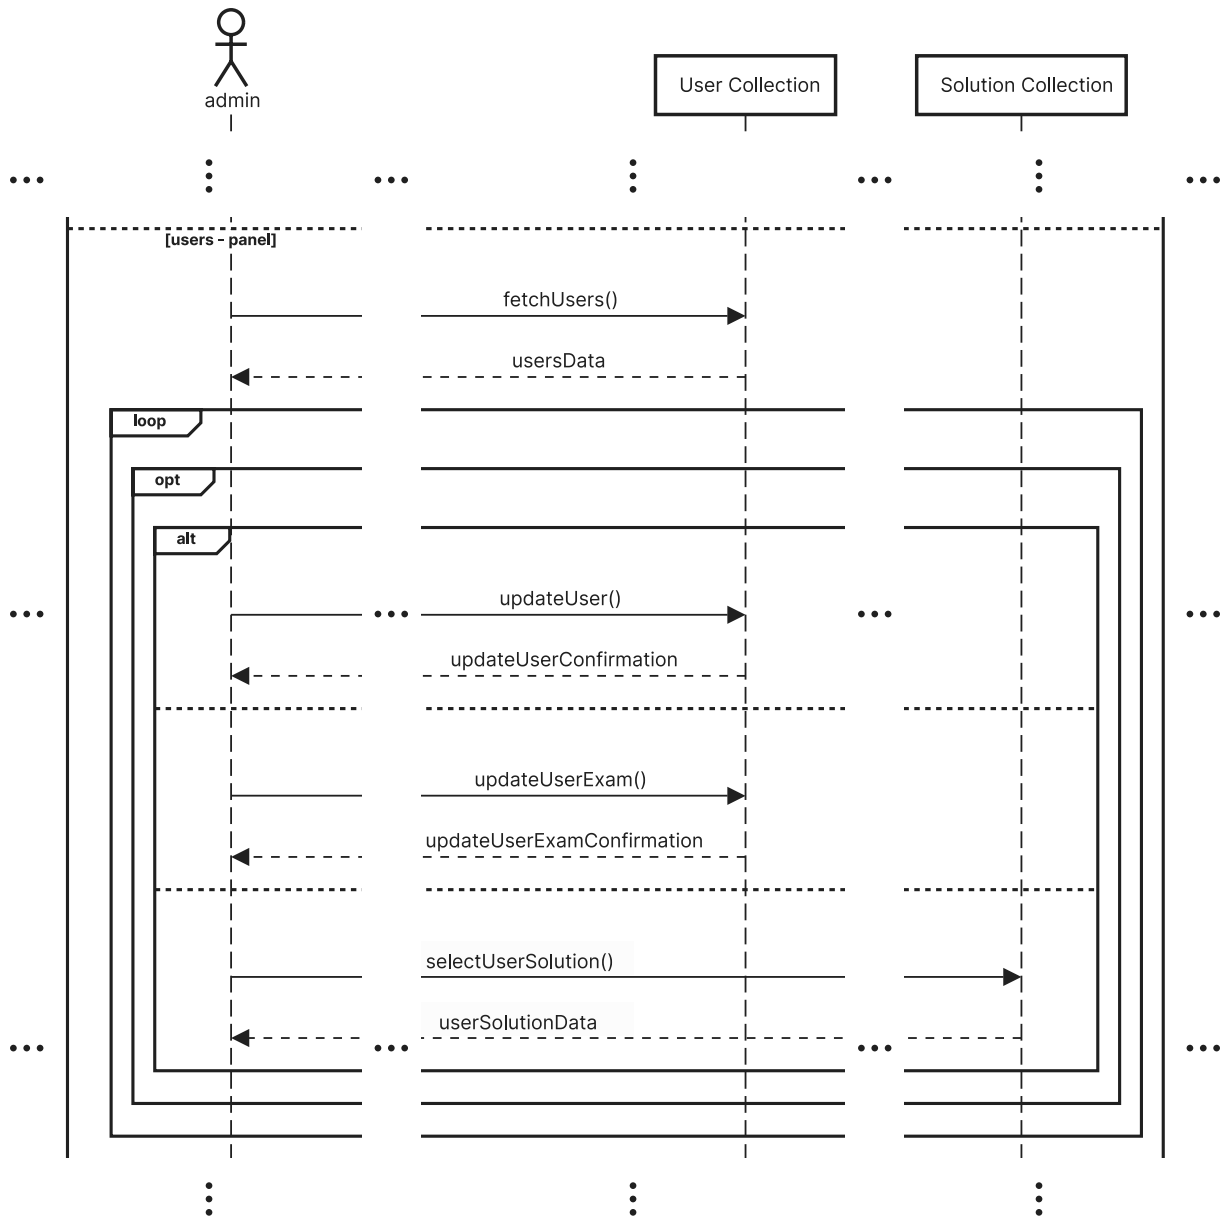 admin
User Collection
Solution Collection
[users - panel]
fetchUsers()
usersData
loop
opt
alt
updateUser()
updateUserConfirmation
updateUserExam()
updateUserExamConfirmation
selectUserSolution()
userSolutionData